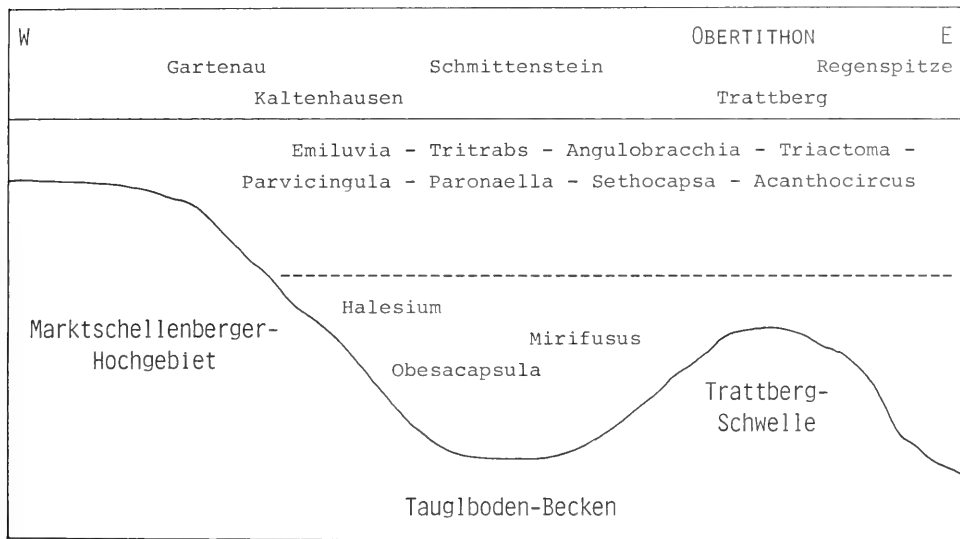 W OBERTITHON E
Gartenau Schmittenstein Regenspitze
Kaltenhausen Trattberg
Emiluvia - Tritrabs - Angulobracchia - Triactoma -
Parvicingula - Paronaella - Sethocapsa - Acanthocircus
Halesium
Marktschellenberger-
Hochgebiet
Mirifusus
Obesacapsula
Trattberg-
Schwelle
Tauglboden-Becken